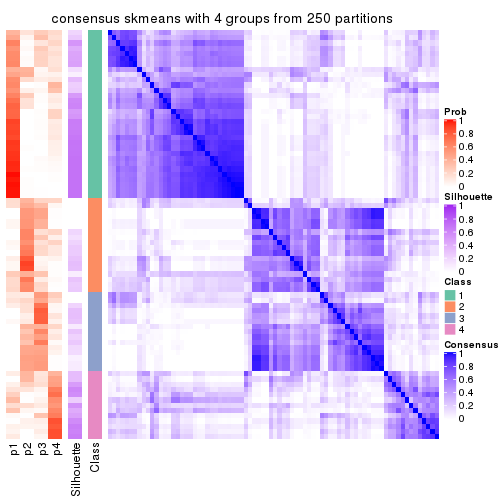 consensus skmeans with 4 groups from 250 partitions
p1
p2
p3
p4
Silhouette
Class
Prob
1
0.8
0.6
0.4
0.2
0
Silhouette
1
0.8
0.6
0.4
0.2
0
Class
1
2
3
4
Consensus
1
0.8
0.6
0.4
0.2
0